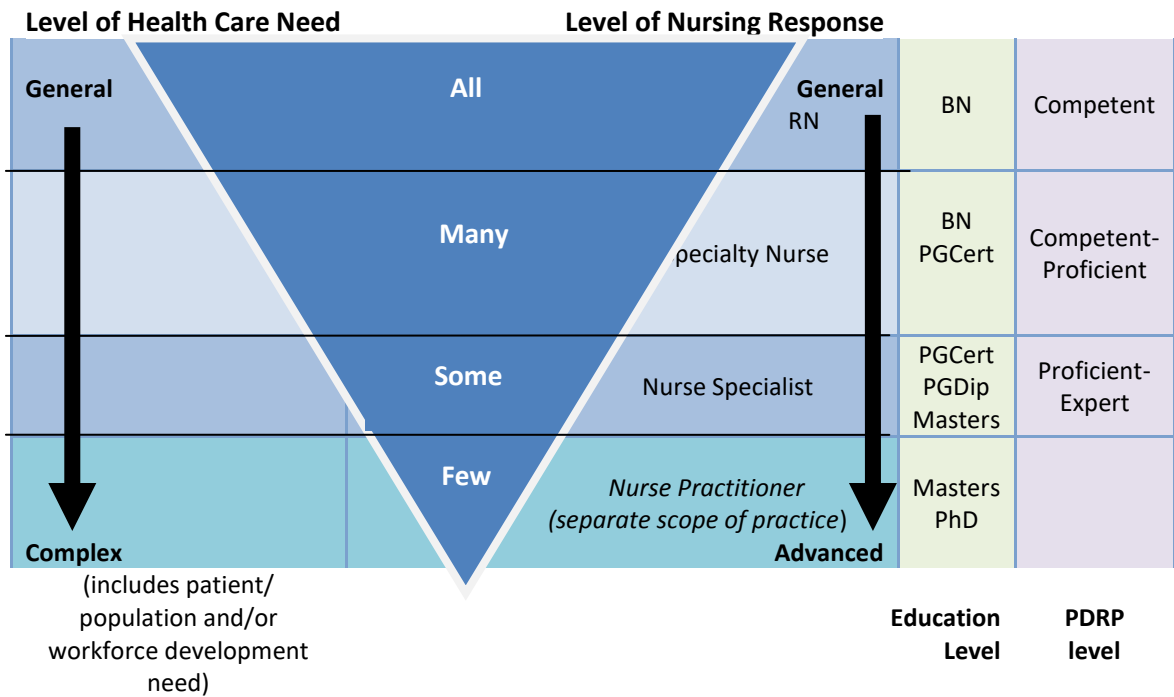 Level of Health Care Need
Level of Nursing Response
General
All
General
RN
BN
Competent
Many
pecialty Nurse
BN
PGCert
Competent-
Proficient
Some
Nurse Specialist
PGCert
PGDip
Masters
Proficient-
Expert
Few
Nurse Practitioner
(separate scope of practice)
Masters
PhD
Complex
Advanced
(includes patient/
population and/or
workforce development
need)
Education
Level
PDRP
level